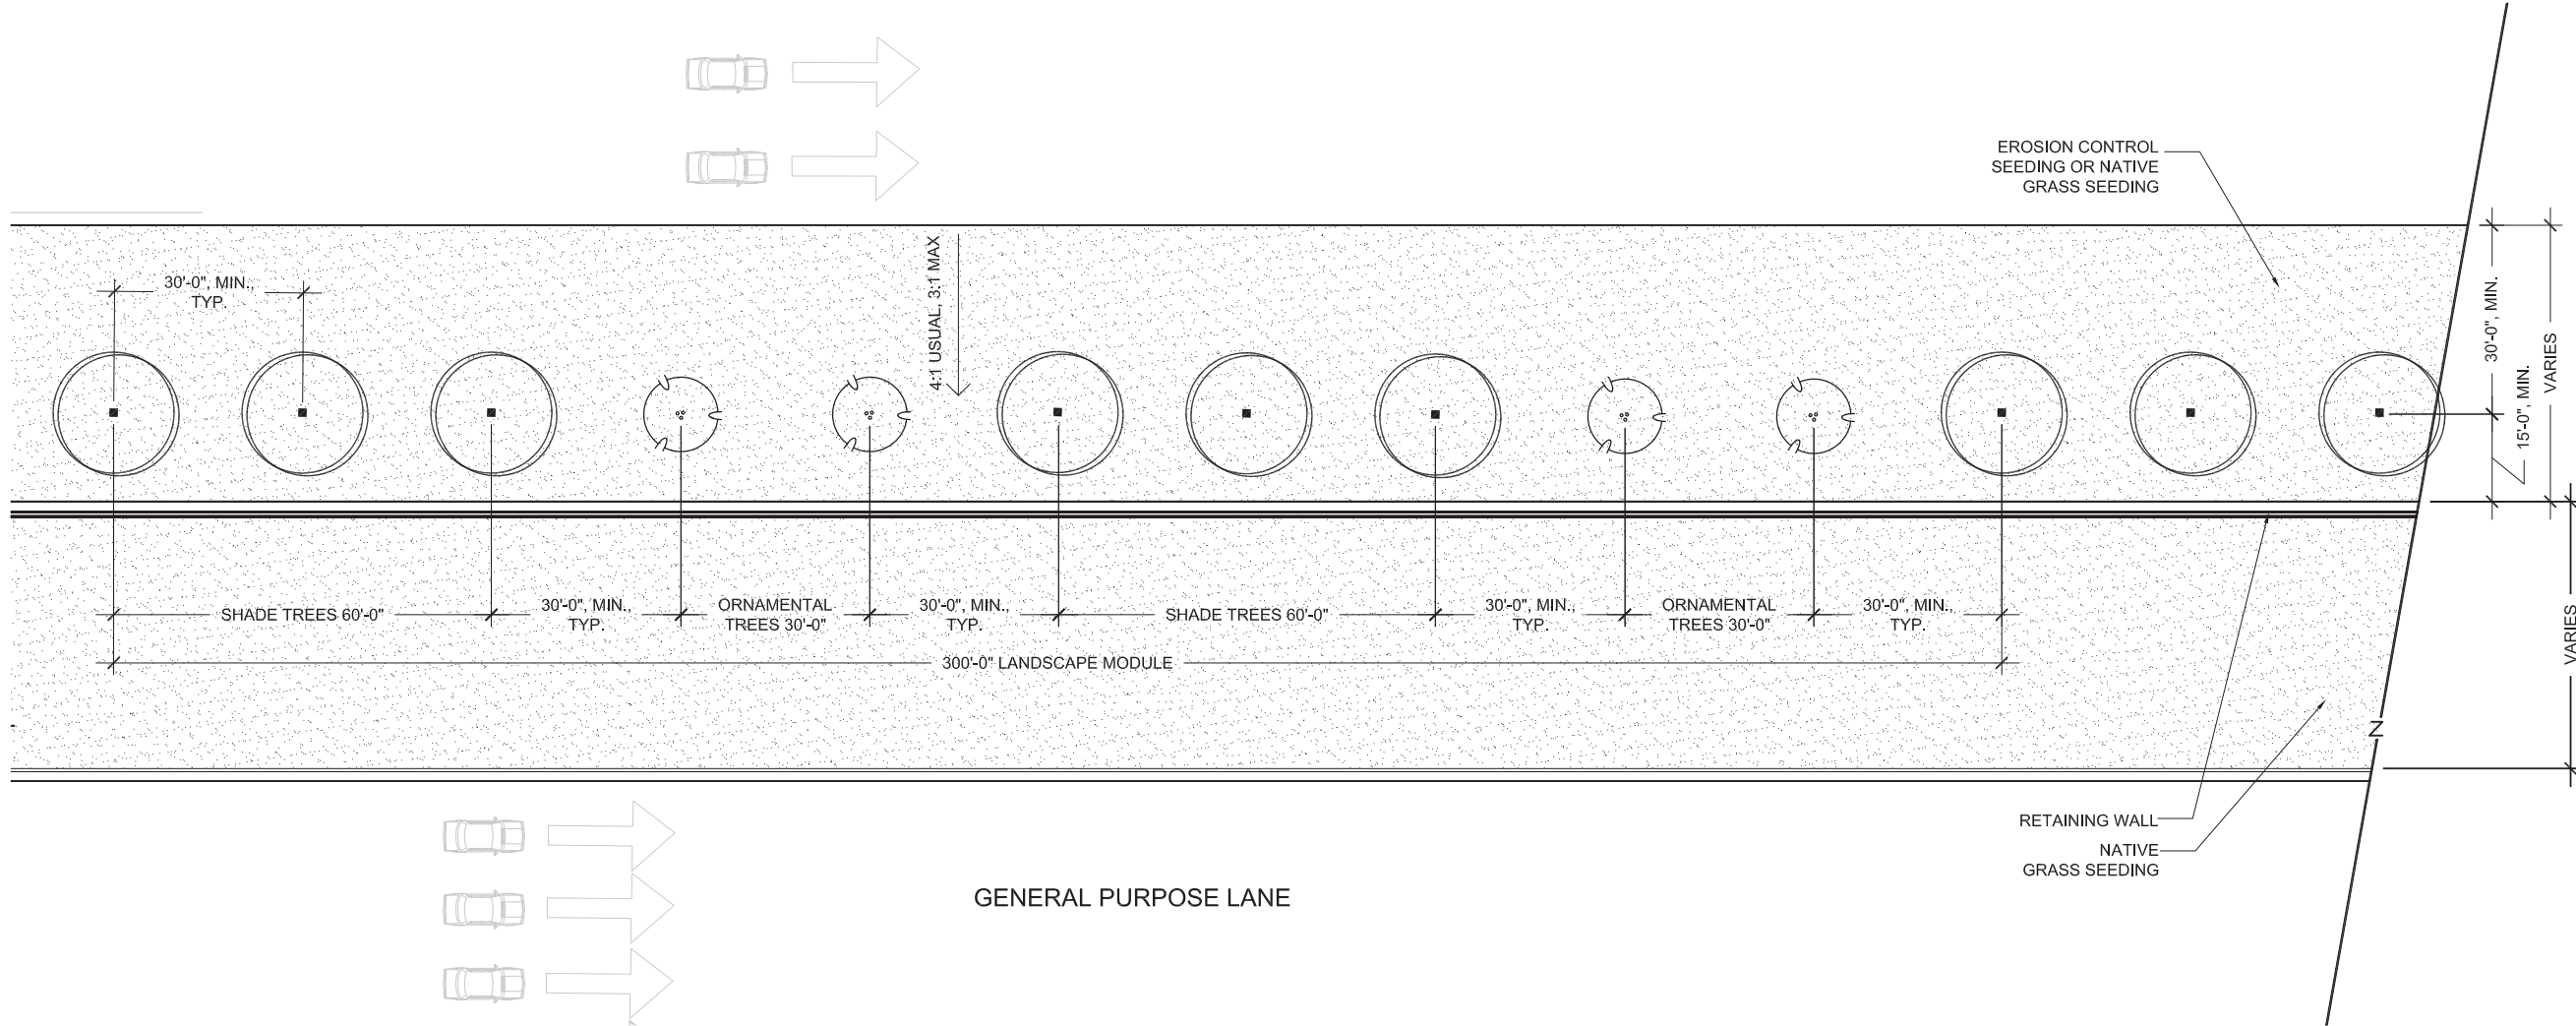 EROSION CONTROL
SEEDING OR NATIVE
GRASS SEEDING
30'-0", MIN.,
TYP.
4:1 USUAL, 3:1 MAX
30'-0", MIN.
15'-0", MIN.
VARIES
SHADE TREES 60'-0"
30'-0", MIN.,
TYP.
ORNAMENTAL
TREES 30'-0"
30'-0", MIN.,
TYP.
SHADE TREES 60'-0"
30'-0", MIN.,
TYP.
ORNAMENTAL
TREES 30'-0"
30'-0", MIN.,
TYP.
VARIES
300'-0" LANDSCAPE MODULE
RETAINING WALL
NATIVE
GRASS SEEDING
GENERAL PURPOSE LANE